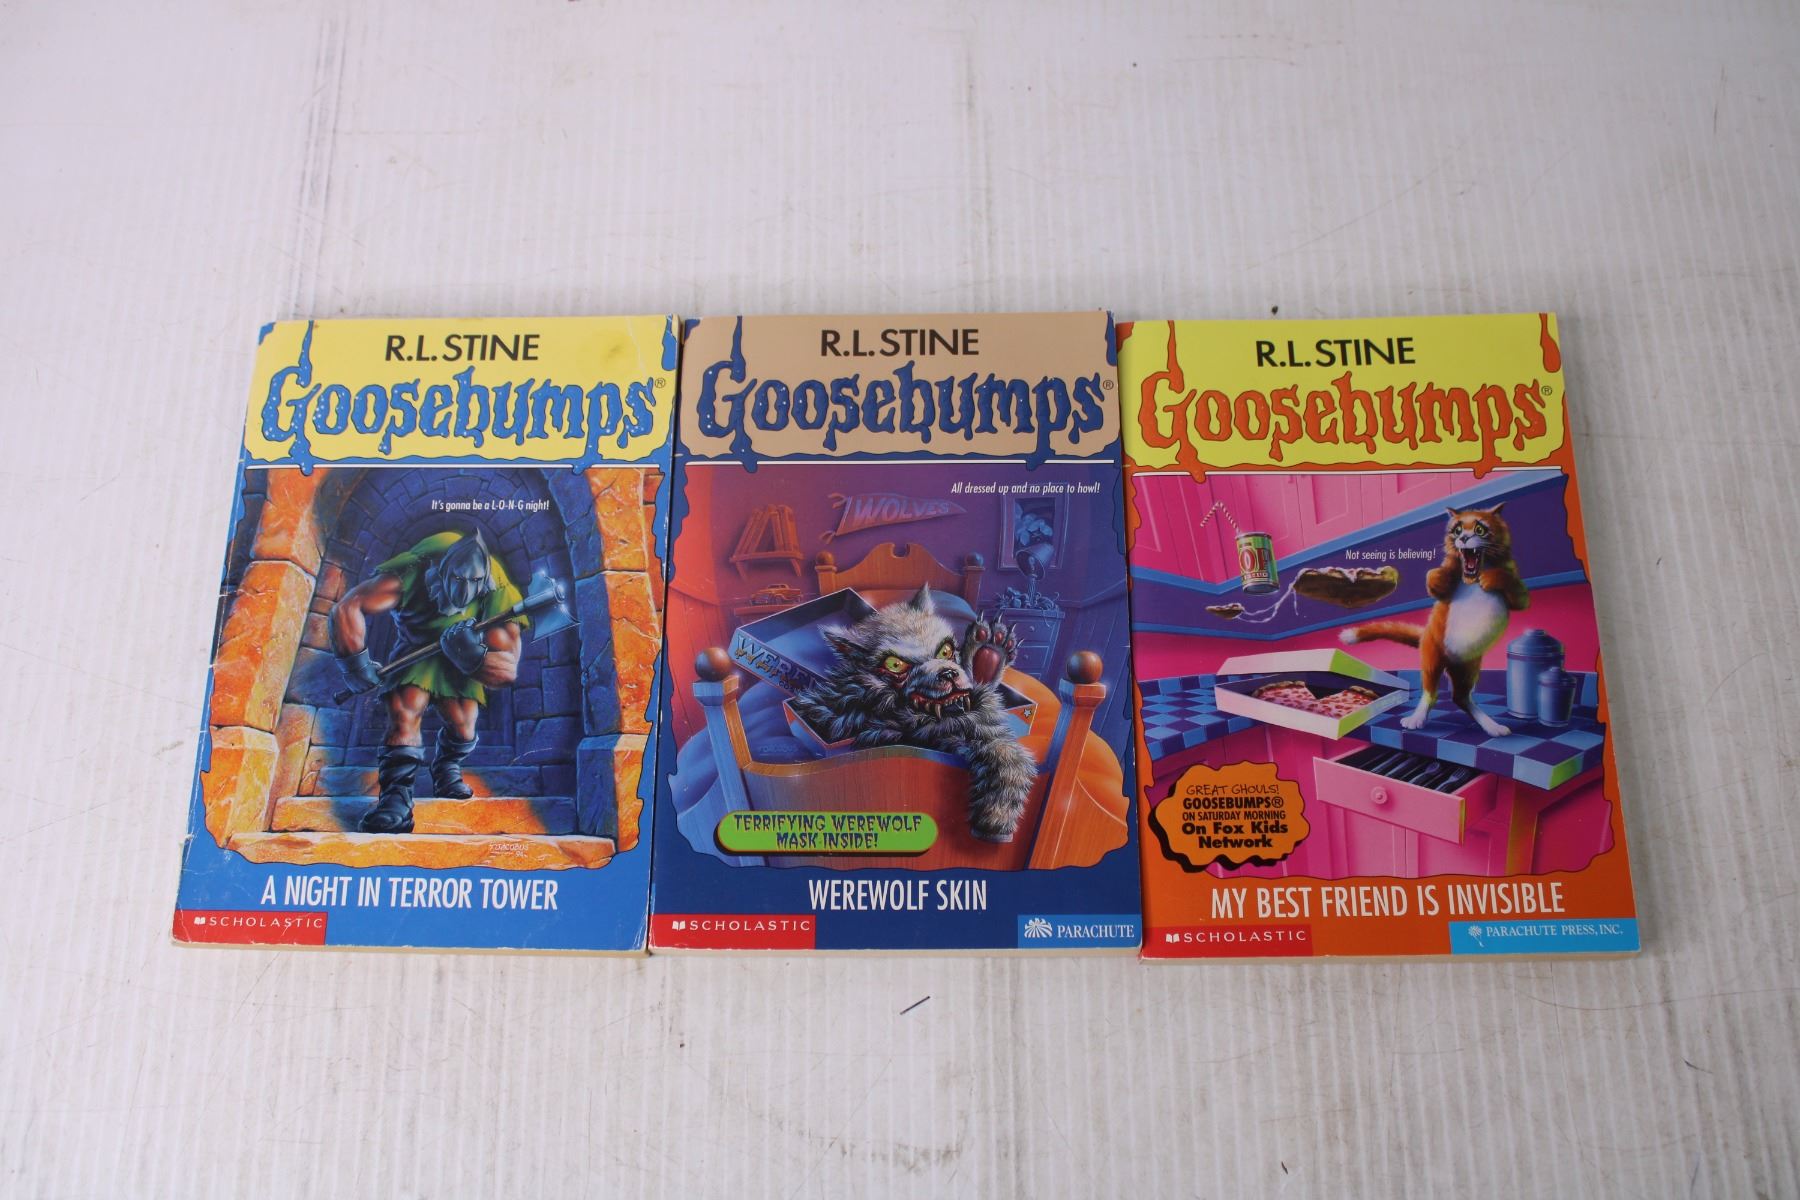 R.L. STINE
Goosebumps®
It's gonna be a L-O-N-G night!
TJACOBUS
A NIGHT IN TERROR TOWER
SCHOLASTIC
R.L. STINE
Goosebumps®
All dressed up and no place to howl!
WOLVES
TJACOBUS
TERRIFYING WEREWOLF
MASK INSIDE!
WEREWOLF SKIN
SCHOLASTIC
PARACHUTE
R.L. STINE
Goosebumps®
Not seeing is believing!
GREAT GHOULS!
GOOSEBUMPS®
ON SATURDAY MORNING
On Fox Kids
Network
MY BEST FRIEND IS INVISIBLE
SCHOLASTIC
PARACHUTE PRESS, INC.